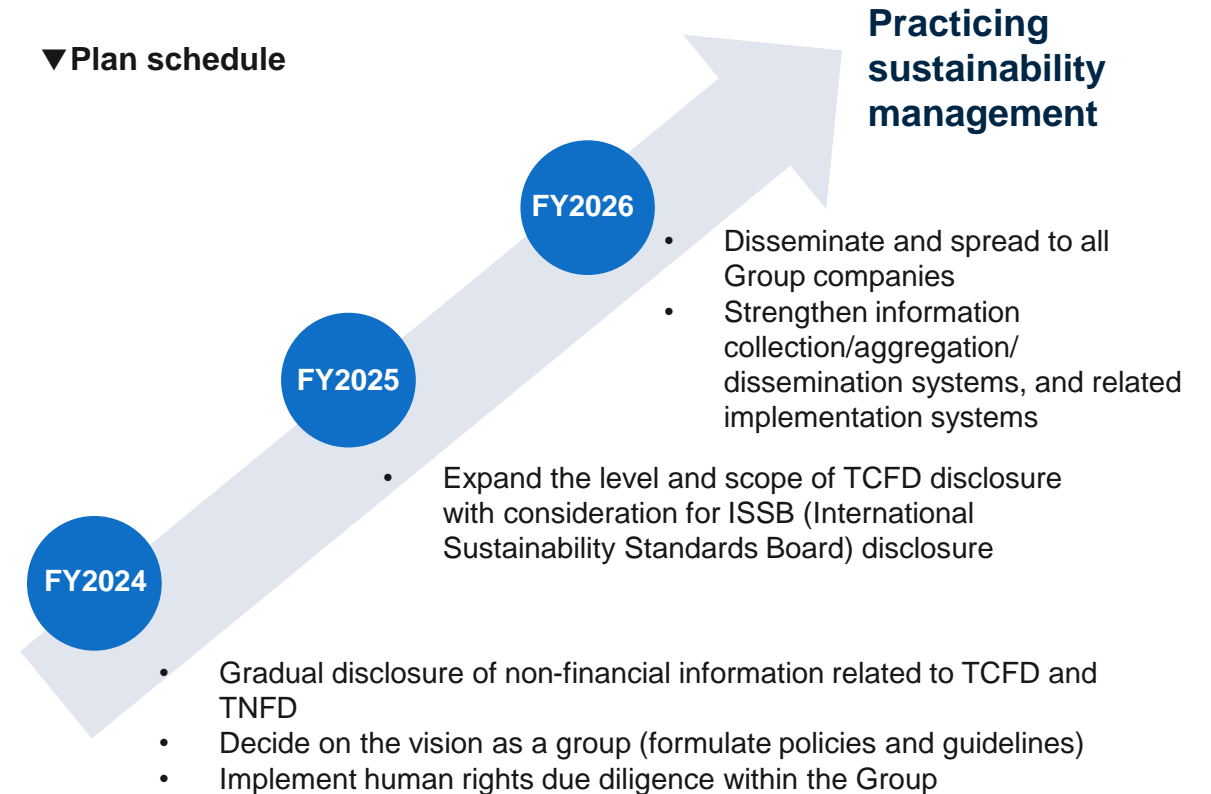 ▼Plan schedule
Practicing
sustainability
management
FY2026
• Disseminate and spread to all
Group companies
• Strengthen information
collection/aggregation/
dissemination systems, and related
implementation systems
FY2025
• Expand the level and scope of TCFD disclosure
with consideration for ISSB (International
Sustainability Standards Board) disclosure
FY2024
• Gradual disclosure of non-financial information related to TCFD and
TNFD
• Decide on the vision as a group (formulate policies and guidelines)
• Implement human rights due diligence within the Group